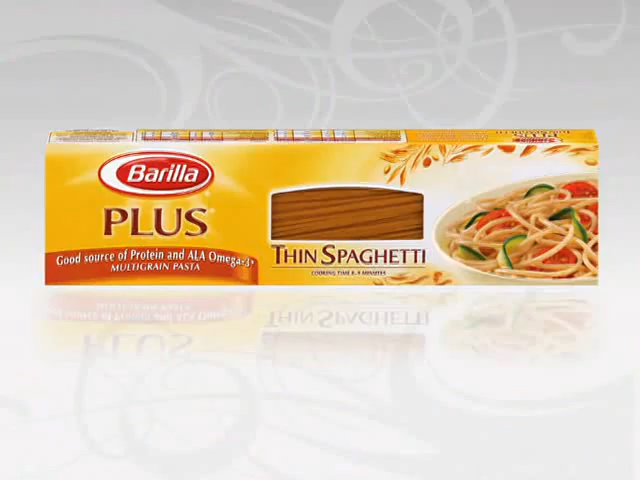 Barilla
PLUS
Good source of Protein and ALA Omega-3*
MULTIGRAIN PASTA
THIN SPAGHETTI
COOKING TIME 8-9 MINUTES
PLUS